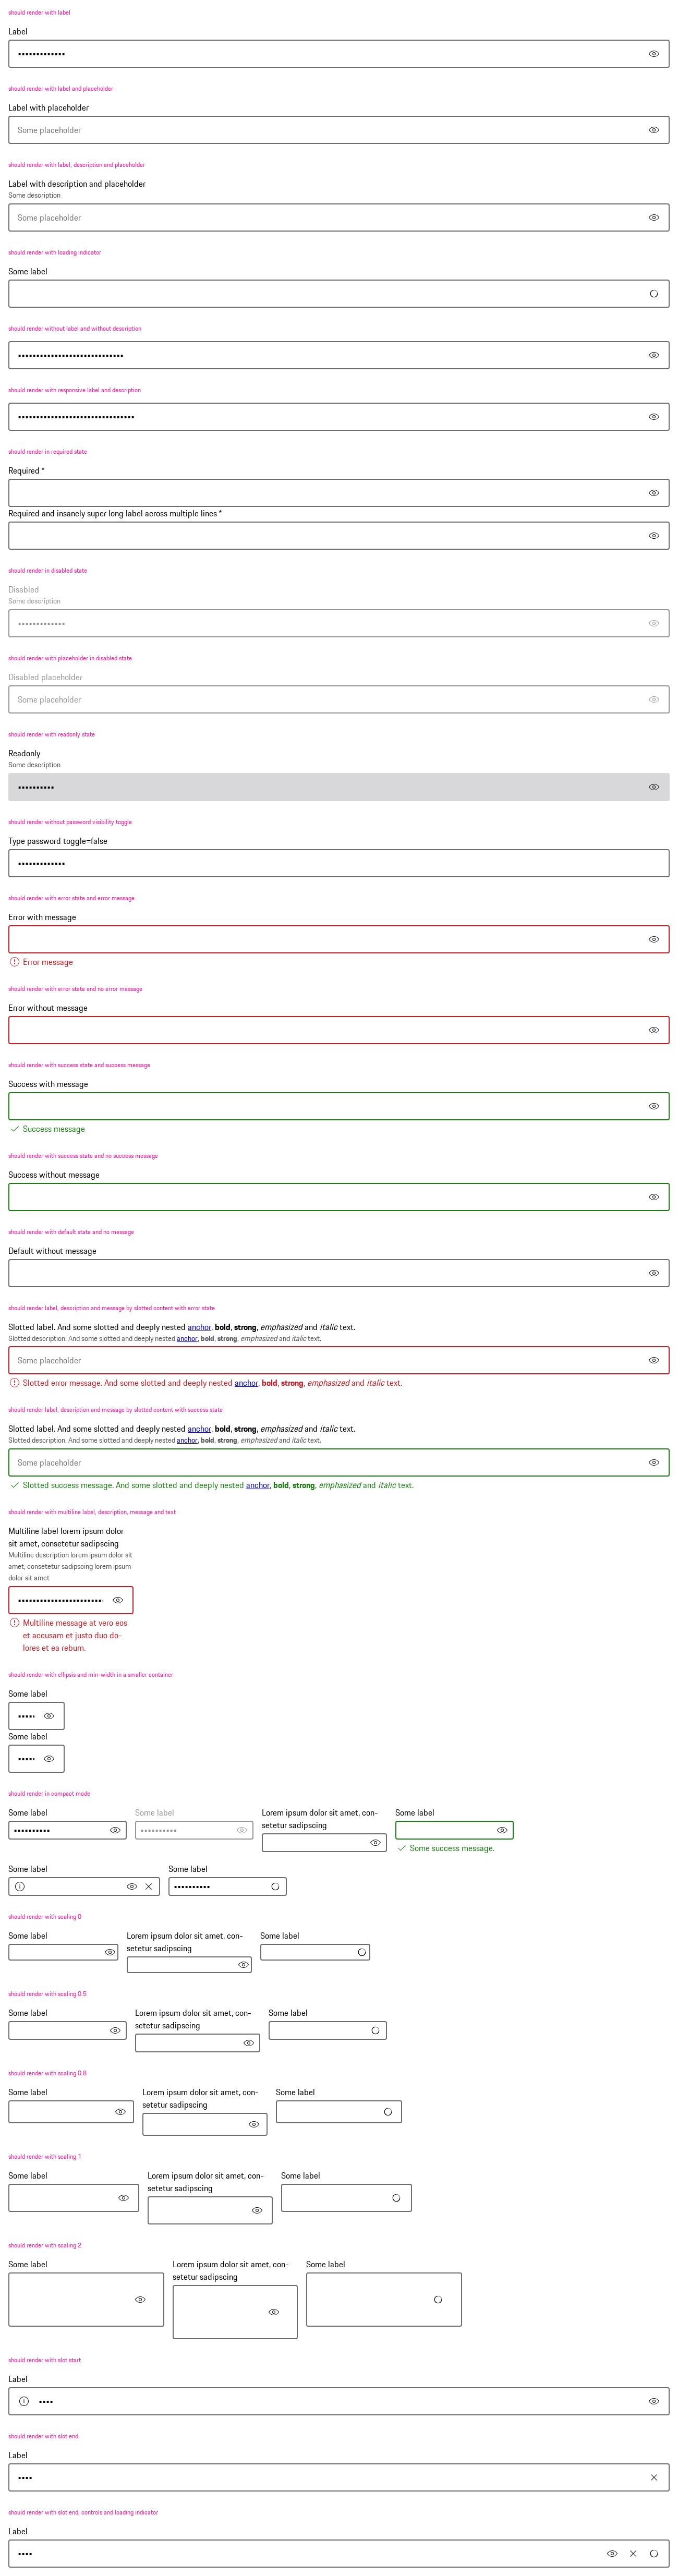 should render with label
Label
•••••••••••••
should render with label and placeholder
Label with placeholder
Some placeholder
should render with label, description and placeholder
Label with description and placeholder
Some description
Some placeholder
should render with loading indicator
Some label
should render without label and without description
should render with responsive label and description
should render in required state
Required *
Required and insanely super long label across multiple lines *
should render in disabled state
Disabled
Some description
•••••••••••••
should render with placeholder in disabled state
Disabled placeholder
Some placeholder
should render with readonly state
Readonly
Some description
••••••••••
should render without password visibility toggle
Type password toggle=false
•••••••••••••
should render with error state and error message
Error with message
Error message
should render with error state and no error message
Error without message
should render with success state and success message
Success with message
Success message
should render with success state and no success message
Success without message
should render with default state and no message
Default without message
should render label, description and message by slotted content with error state
Slotted label. And some slotted and deeply nested anchor, bold, strong, emphasized and italic text.
Slotted description. And some slotted and deeply nested anchor, bold, strong, emphasized and italic text.
Some placeholder
Slotted error message. And some slotted and deeply nested anchor, bold, strong, emphasized and italic text.
should render label, description and message by slotted content with success state
Slotted label. And some slotted and deeply nested anchor, bold, strong, emphasized and italic text.
Slotted description. And some slotted and deeply nested anchor, bold, strong, emphasized and italic text.
Some placeholder
Slotted success message. And some slotted and deeply nested anchor, bold, strong, emphasized and italic text.
should render with multiline label, description, message and text
Multiline label lorem ipsum dolor
sit amet, consetetur sadipscing
Multiline description lorem ipsum dolor sit
amet, consetetur sadipscing lorem ipsum
dolor sit amet
Multiline message at vero eos
et accusam et justo duo do-
lores et ea rebum.
should render with ellipsis and min-width in a smaller container
Some label
Some label
should render in compact mode
Some label
••••••••••
Some label
••••••••••
Lorem ipsum dolor sit amet, con-
setetur sadipscing
Some label
Some success message.
Some label
Some label
••••••••••
should render with scaling 0
Some label
Lorem ipsum dolor sit amet, con-
setetur sadipscing
Some label
should render with scaling 0.5
Some label
Lorem ipsum dolor sit amet, con-
setetur sadipscing
Some label
should render with scaling 0.8
Some label
Lorem ipsum dolor sit amet, con-
setetur sadipscing
Some label
should render with scaling 1
Some label
Lorem ipsum dolor sit amet, con-
setetur sadipscing
Some label
should render with scaling 2
Some label
Lorem ipsum dolor sit amet, con-
setetur sadipscing
Some label
should render with slot start
Label
••••
should render with slot end
Label
••••
should render with slot end, controls and loading indicator
Label
••••